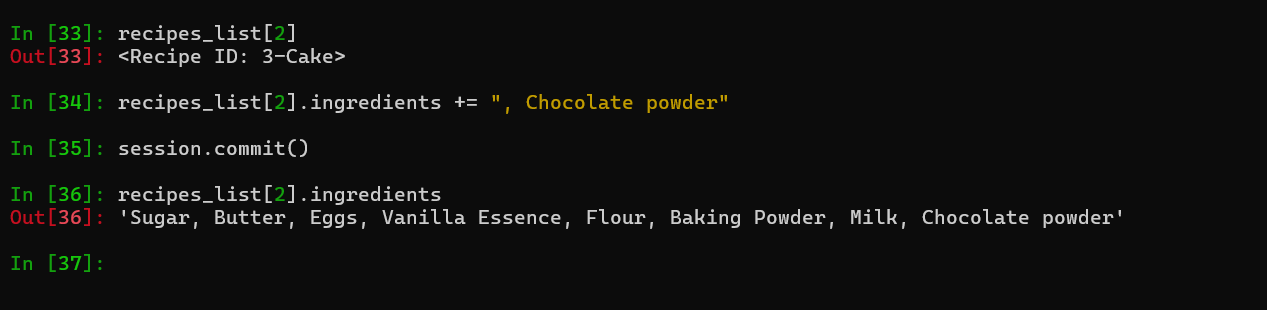 In [33]: recipes_list[2]
Out[33]: <Recipe ID: 3-Cake>
In [34]: recipes_list[2].ingredients += ", Chocolate powder"
In [35]: session.commit()
In [36]: recipes_list[2].ingredients
Out[36]: 'Sugar, Butter, Eggs, Vanilla Essence, Flour, Baking Powder, Milk, Chocolate powder'
In [37]: